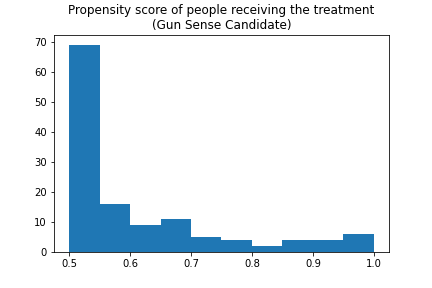 Propensity score of people receiving the treatment
(Gun Sense Candidate)
70
60
50
40
30
20
10
0
0.5 0.6 0.7 0.8 0.9 1.0